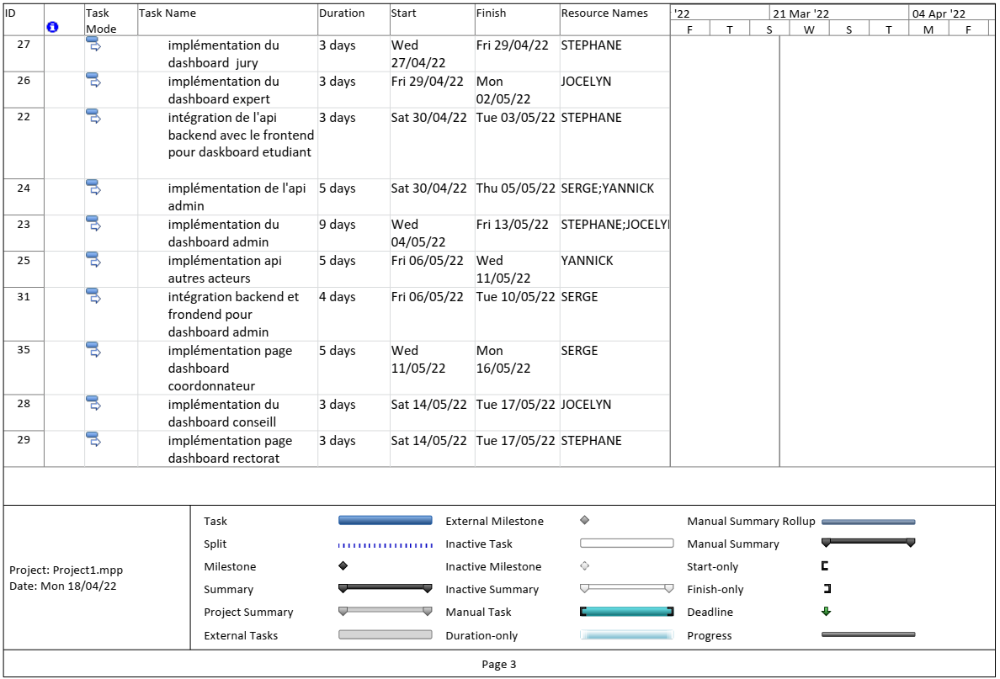 ID Task Mode Task Name Duration Start Finish Resource Names '22 21 Mar '22 04 Apr '22
F T S W S T M F
27 implémentation du dashboard jury 3 days Wed 27/04/22 Fri 29/04/22 STEPHANE
26 implémentation du dashboard expert 3 days Fri 29/04/22 Mon 02/05/22 JOCELYN
22 intégration de l'api backend avec le frontend pour daskboard etudiant 3 days Sat 30/04/22 Tue 03/05/22 STEPHANE
24 implémentation de l'api admin 5 days Sat 30/04/22 Thu 05/05/22 SERGE;YANNICK
23 implémentation du dashboard admin 9 days Wed 04/05/22 Fri 13/05/22 STEPHANE;JOCELYN
25 implémentation api autres acteurs 5 days Fri 06/05/22 Wed 11/05/22 YANNICK
31 intégration backend et frondend pour dashboard admin 4 days Fri 06/05/22 Tue 10/05/22 SERGE
35 implémentation page dashboard coordonnateur 5 days Wed 11/05/22 Mon 16/05/22 SERGE
28 implémentation du dashboard conseill 3 days Sat 14/05/22 Tue 17/05/22 JOCELYN
29 implémentation page dashboard rectorat 3 days Sat 14/05/22 Tue 17/05/22 STEPHANE
Project: Project1.mpp
Date: Mon 18/04/22
Task
Split
Milestone
Summary
Project Summary
External Tasks
External Milestone
Inactive Task
Inactive Milestone
Inactive Summary
Manual Task
Duration-only
Manual Summary Rollup
Manual Summary
Start-only
Finish-only
Deadline
Progress
Page 3